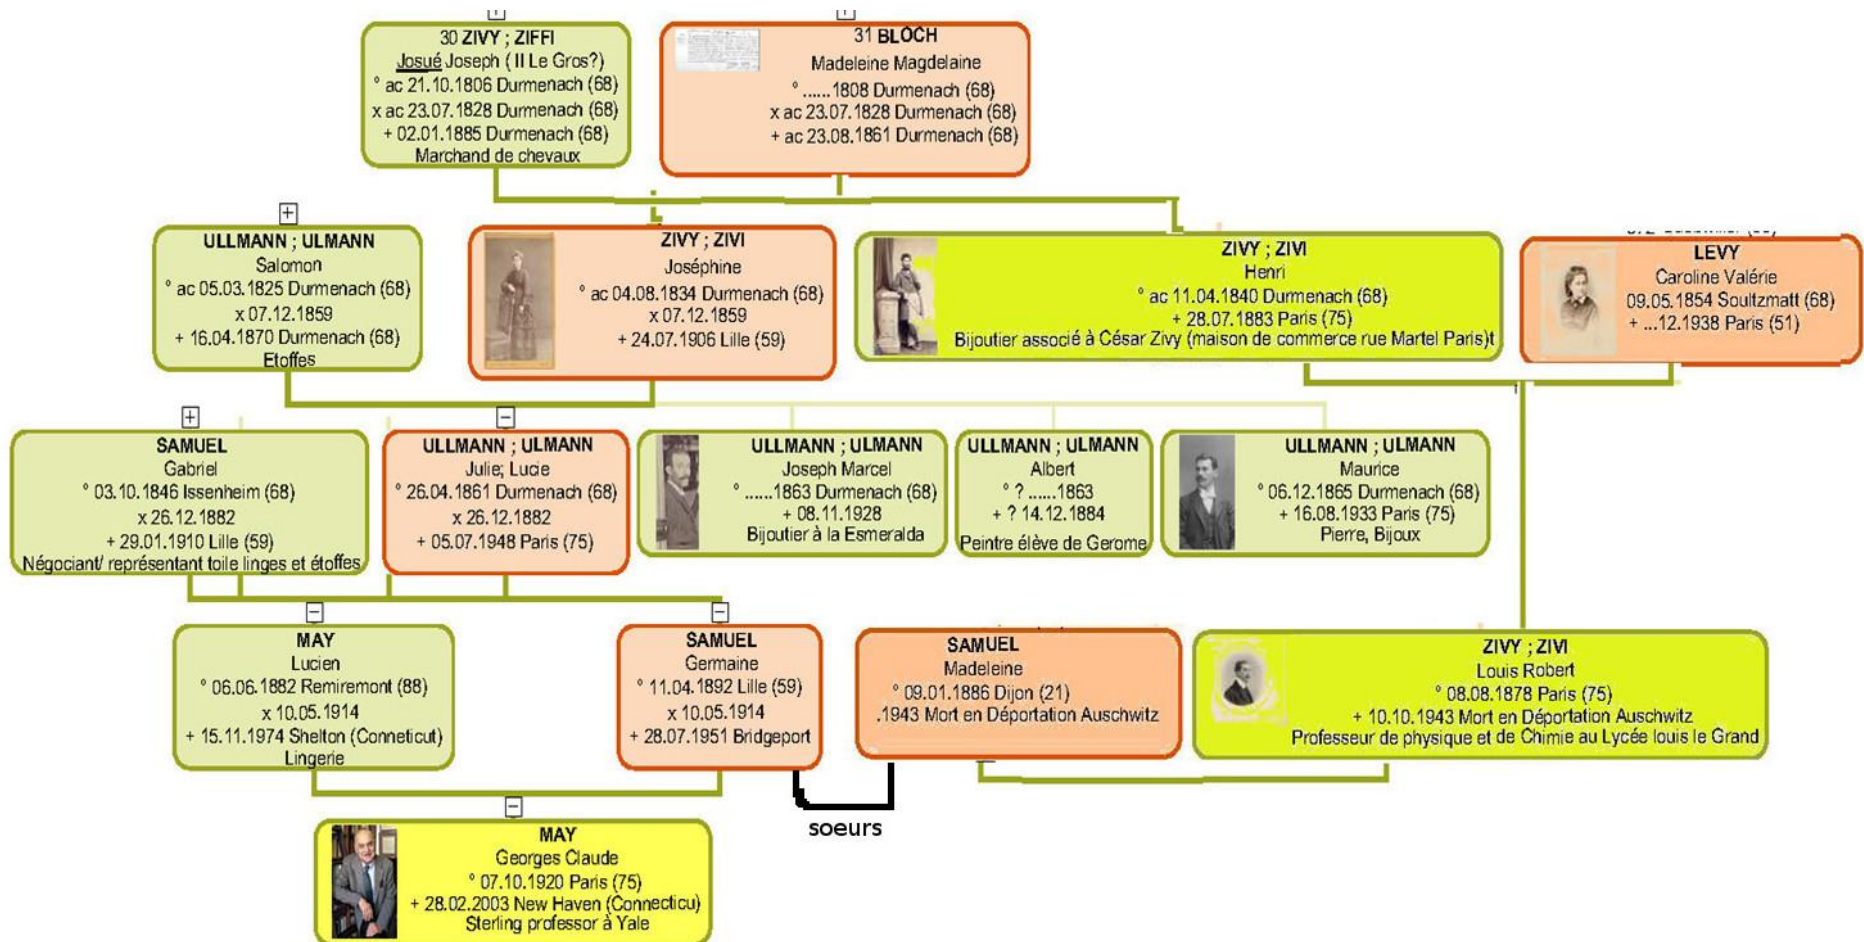 30 ZIVY ; ZIFFI
Josué Joseph ( II Le Gros?)
° ac 21.10.1806 Durmenach (68)
x ac 23.07.1828 Durmenach (68)
+ 02.01.1885 Durmenach (68)
Marchand de chevaux
31 BLOCH
Madeleine Magdelaine
° ......1808 Durmenach (68)
x ac 23.07.1828 Durmenach (68)
+ ac 23.08.1861 Durmenach (68)
ULLMANN ; ULMANN
Salomon
° ac 05.03.1825 Durmenach (68)
x 07.12.1859
+ 16.04.1870 Durmenach (68)
Etoffes
ZIVY ; ZIVI
Joséphine
° ac 04.08.1834 Durmenach (68)
x 07.12.1859
+ 24.07.1906 Lille (59)
ZIVY ; ZIVI
Henri
° ac 11.04.1840 Durmenach (68)
+ 28.07.1883 Paris (75)
Bijoutier associé à César Zivy (maison de commerce rue Martel Paris)t
LEVY
Caroline Valérie
09.05.1854 Soultzmatt (68)
+ ...12.1938 Paris (51)
SAMUEL
Gabriel
° 03.10.1846 Issenheim (68)
x 26.12.1882
+ 29.01.1910 Lille (59)
Négociant/ représentant toile linges et étoffes
ULLMANN ; ULMANN
Julie; Lucie
° 26.04.1861 Durmenach (68)
x 26.12.1882
+ 05.07.1948 Paris (75)
ULLMANN ; ULMANN
Joseph Marcel
° ......1863 Durmenach (68)
+ 08.11.1928
Bijoutier à la Esmeralda
ULLMANN ; ULMANN
Albert
° ? ......1863
+ ? 14.12.1884
Peintre élève de Gerome
ULLMANN ; ULMANN
Maurice
° 06.12.1865 Durmenach (68)
+ 16.08.1933 Paris (75)
Pierre, Bijoux
MAY
Lucien
° 06.06.1882 Remiremont (88)
x 10.05.1914
+ 15.11.1974 Shelton (Conneticut)
Lingerie
SAMUEL
Germaine
° 11.04.1892 Lille (59)
x 10.05.1914
+ 28.07.1951 Bridgeport
SAMUEL
Madeleine
° 09.01.1886 Dijon (21)
.1943 Mort en Déportation Auschwitz
ZIVY ; ZIVI
Louis Robert
° 08.08.1878 Paris (75)
+ 10.10.1943 Mort en Déportation Auschwitz
Professeur de physique et de Chimie au Lycée louis le Grand
soeurs
MAY
Georges Claude
° 07.10.1920 Paris (75)
+ 28.02.2003 New Haven (Connecticu)
Sterling professor à Yale